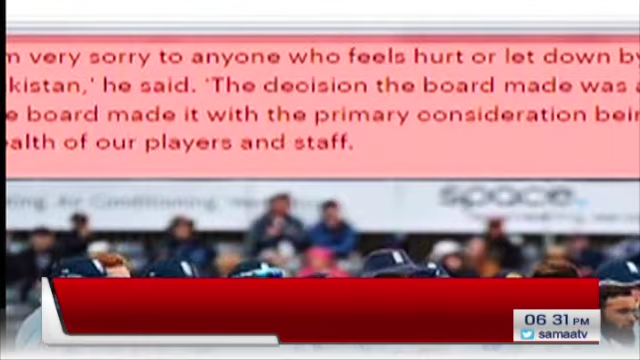 m very sorry to anyone who feels hurt or let down by
kistan,' he said. 'The decision the board made was a
e board made it with the primary consideration bein
ealth of our players and staff.
Air Conditioning
space
06 31 PM
samaatv